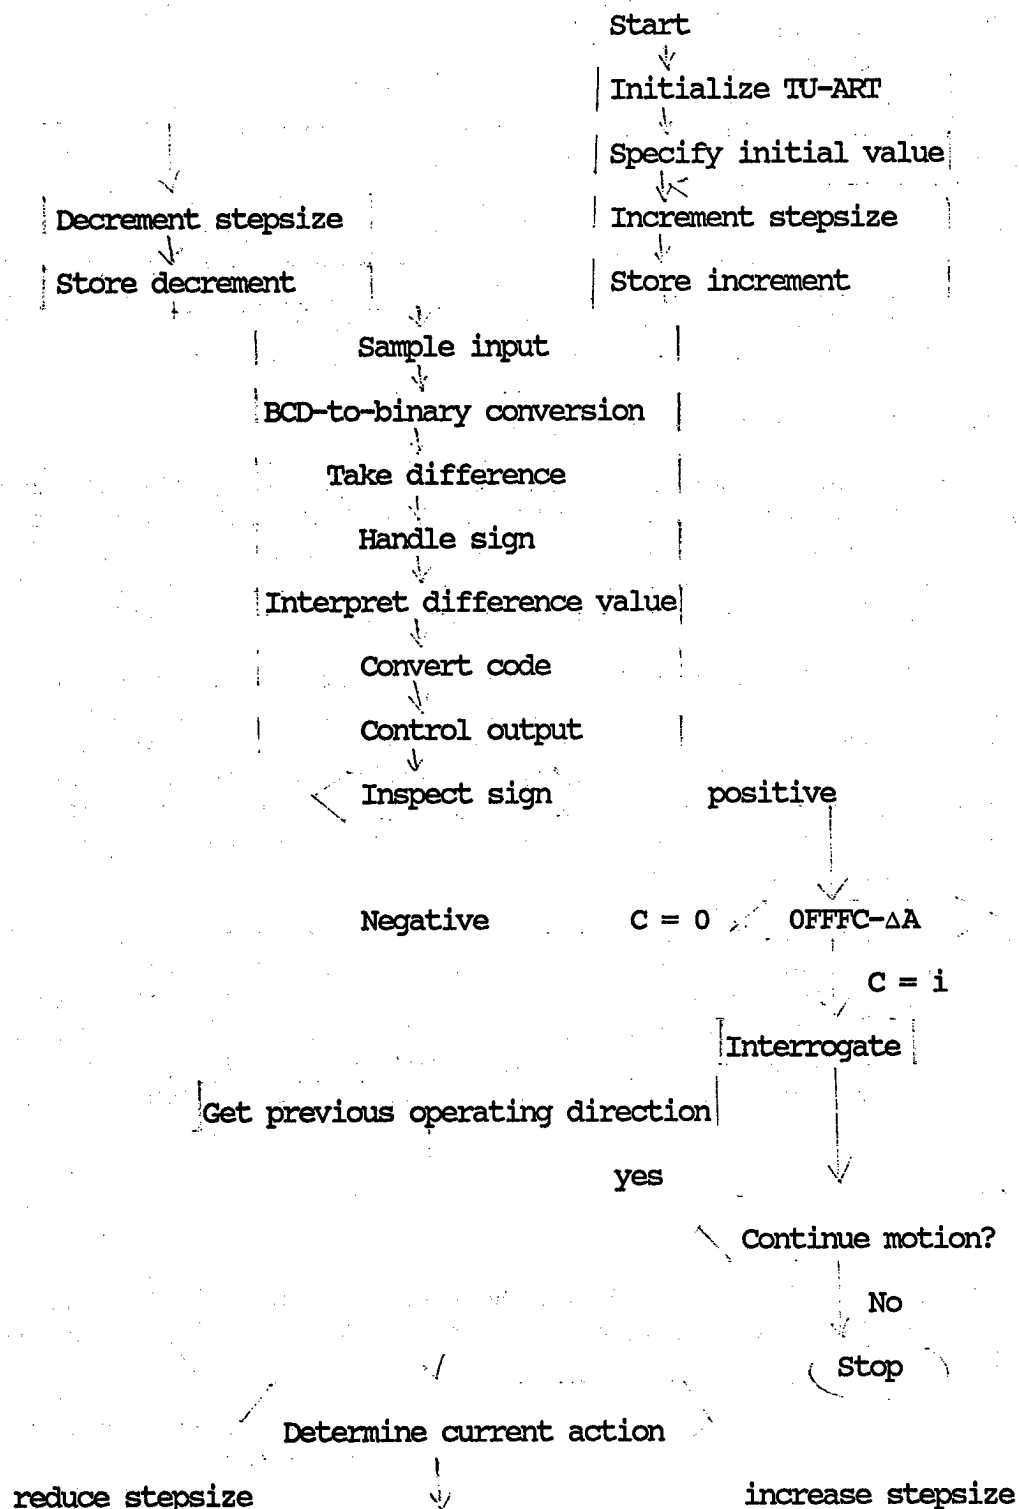 Start
Initialize TU-ART
Specify initial value
Decrement stepsize
Increment stepsize
Store decrement
Store increment
Sample input
BCD-to-binary conversion
Take difference
Handle sign
Interpret difference value
Convert code
Control output
Inspect sign
positive
Negative
C = 0
0FFFC-ΔA
C = i
Interrogate
Get previous operating direction
yes
Continue motion?
No
Stop
Determine current action
reduce stepsize
increase stepsize